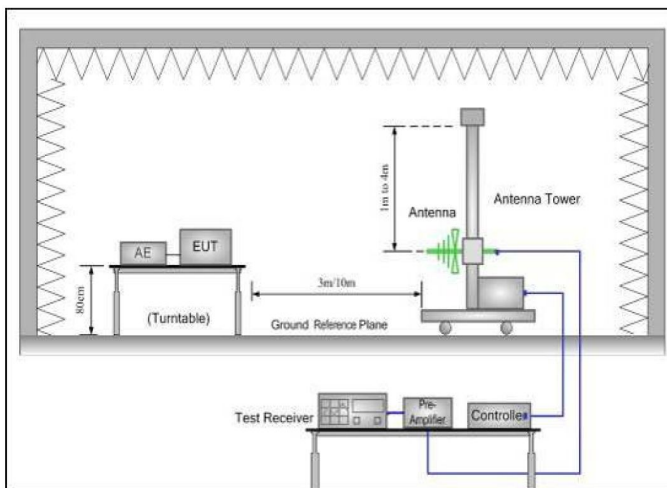 1m to 4m
Antenna
Antenna Tower
AE
EUT
80cm
(Turntable)
3m/10m
Ground Reference Plane
Test Receiver
Pre-
Amplifier
Controlle